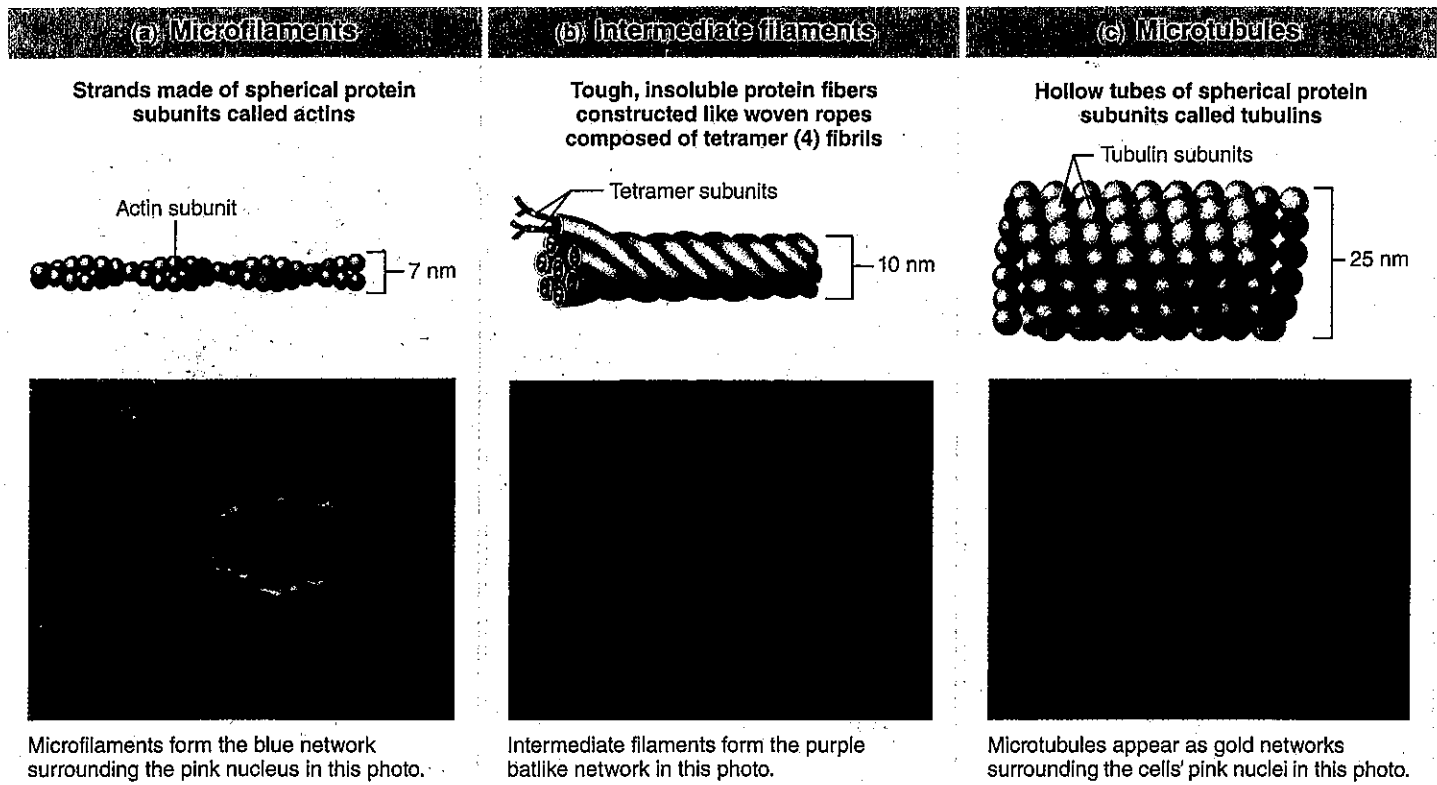 (a) Microfilaments
Strands made of spherical protein
subunits called actins
Actin subunit
7 nm
Microfilaments form the blue network
surrounding the pink nucleus in this photo.
(b) Intermediate filaments
Tough, insoluble protein fibers
constructed like woven ropes
composed of tetramer (4) fibrils
Tetramer subunits
10 nm
Intermediate filaments form the purple
batlike network in this photo.
(c) Microtubules
Hollow tubes of spherical protein
subunits called tubulins
Tubulin subunits
25 nm
Microtubules appear as gold networks
surrounding the cells' pink nuclei in this photo.